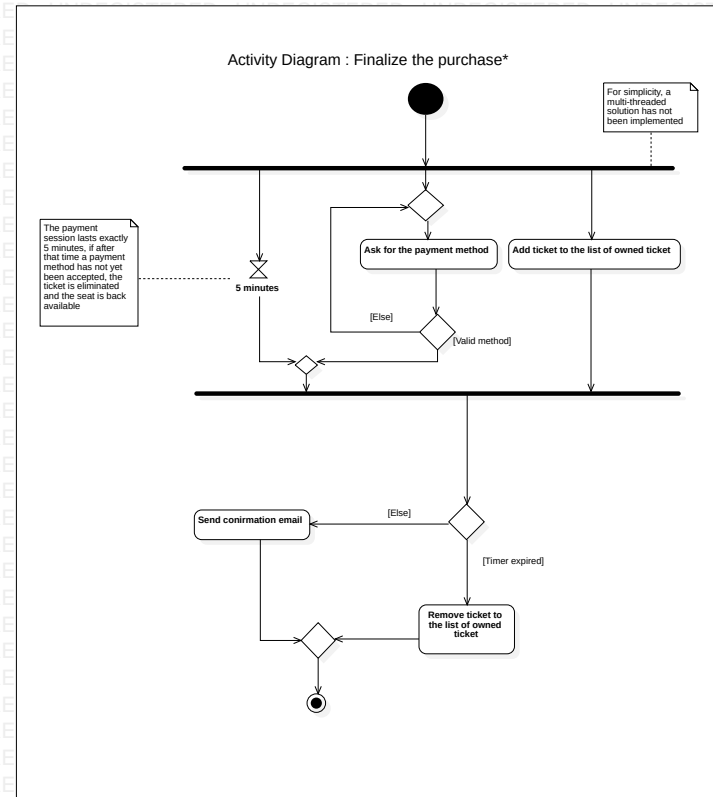 Activity Diagram : Finalize the purchase*
For simplicity, a
multi-threaded
solution has not
been implemented
The payment
session lasts exactly
5 minutes, if after
that time a payment
method has not yet
been accepted, the
ticket is eliminated
and the seat is back
available
5 minutes
Ask for the payment method
Add ticket to the list of owned ticket
[Else]
[Valid method]
Send conirmation email
[Else]
[Timer expired]
Remove ticket to
the list of owned
ticket